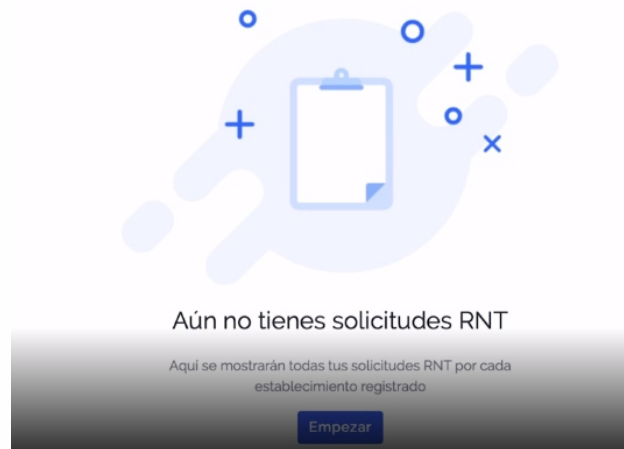 Aún no tienes solicitudes RNT
Aquí se mostrarán todas tus solicitudes RNT por cada
establecimiento registrado
Empezar